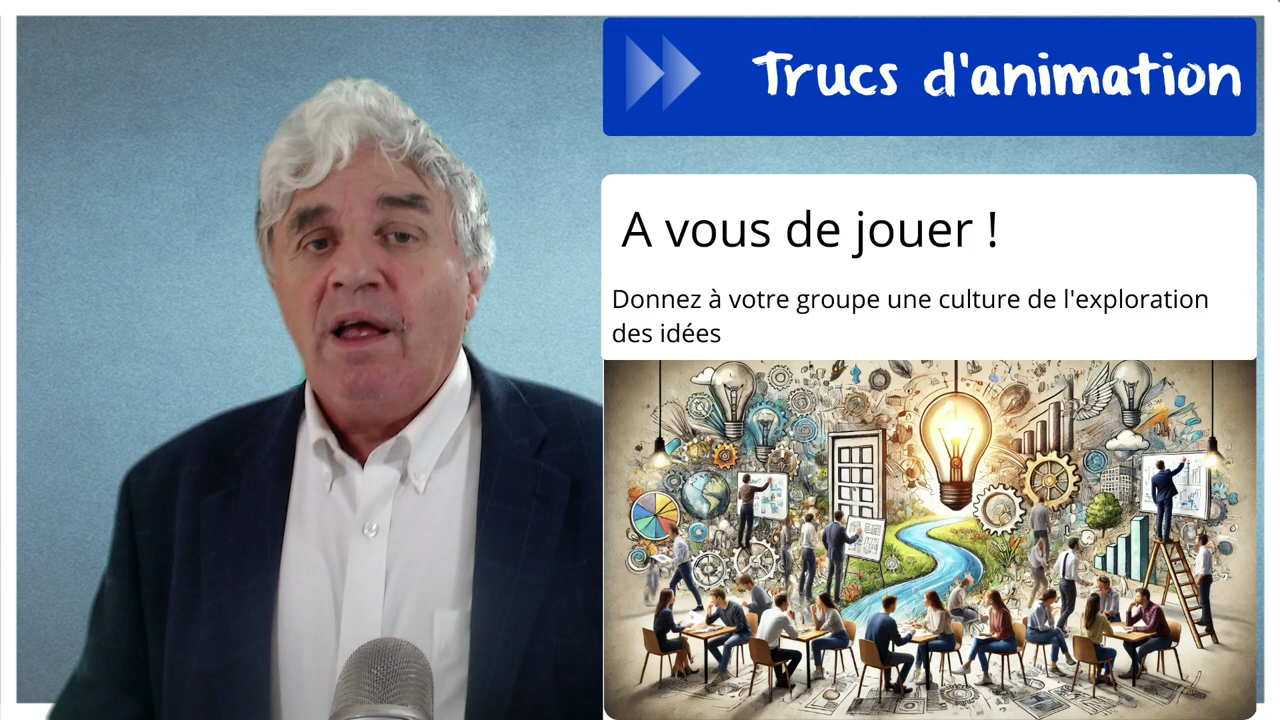 Trucs d'animation
A vous de jouer !
Donnez à votre groupe une culture de l'exploration
des idées